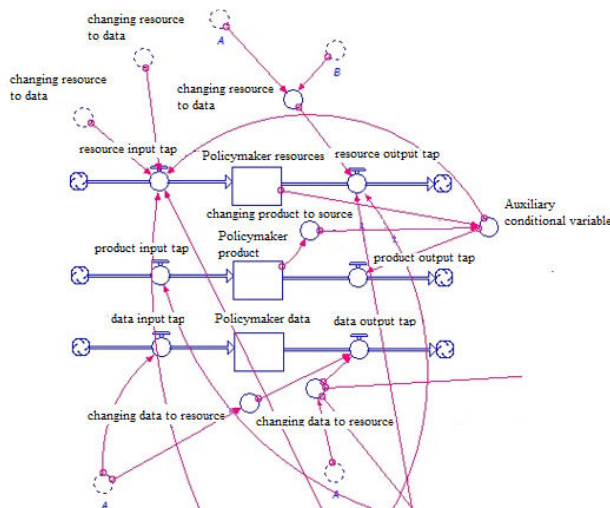 changing resource
to data
A
changing resource
to data
B
changing resource
to data
resource input tap
Policymaker resources
resource output tap
Auxiliary
conditional variable
changing product to source
product input tap
Policymaker
product
product output tap
data input tap
Policymaker data
data output tap
changing data to resource
changing data to resource
A
A